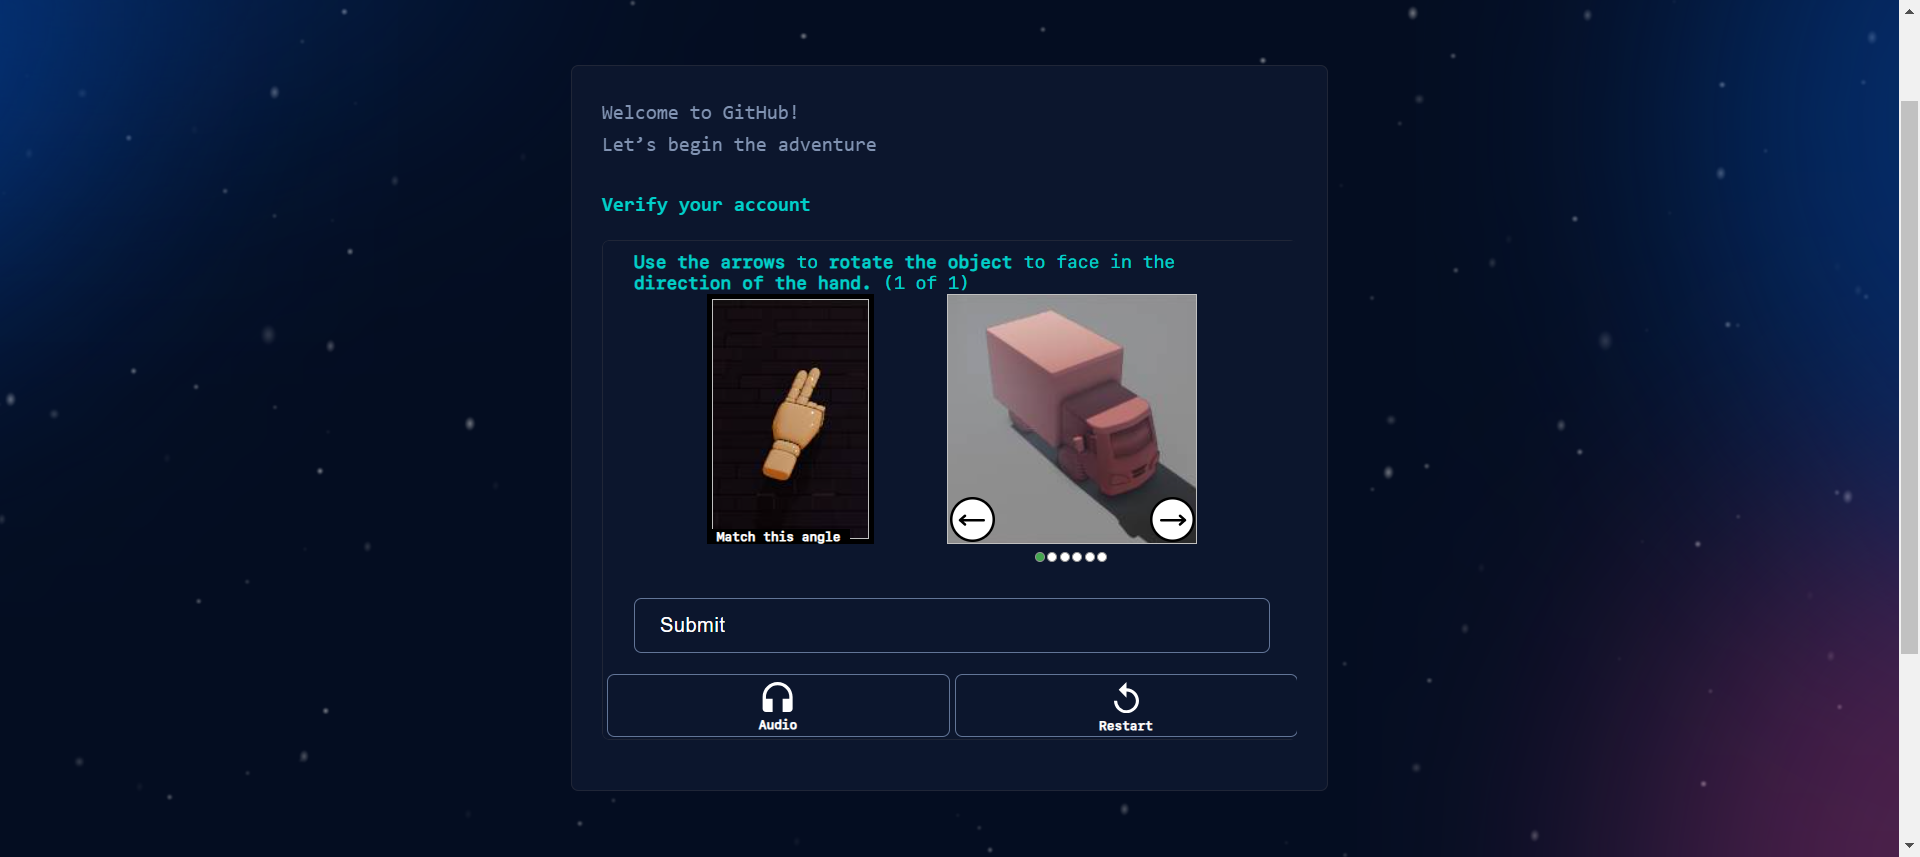 Welcome to GitHub!
Let’s begin the adventure
Verify your account
Use the arrows to rotate the object to face in the
direction of the hand. (1 of 1)
Match this angle
Submit
Audio
Restart